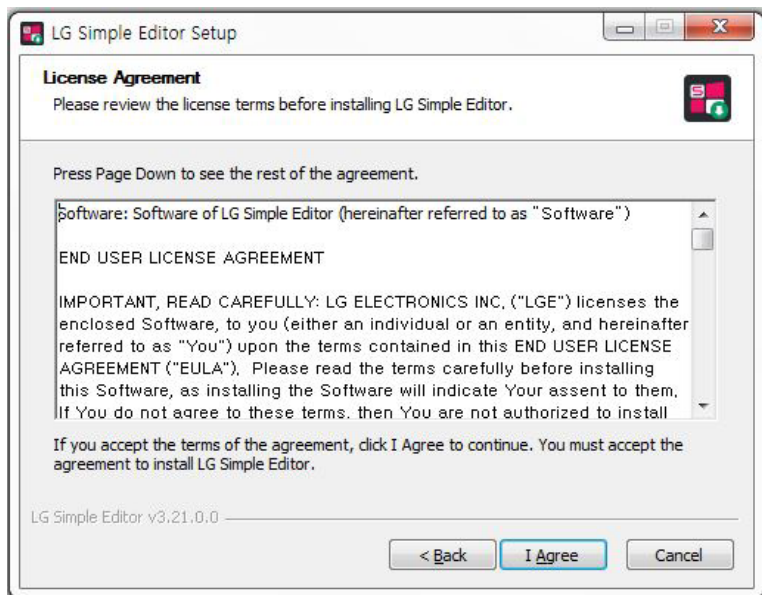 LG Simple Editor Setup
License Agreement
Please review the license terms before installing LG Simple Editor.
Press Page Down to see the rest of the agreement.
Software: Software of LG Simple Editor (hereinafter referred to as "Software")
END USER LICENSE AGREEMENT
IMPORTANT, READ CAREFULLY: LG ELECTRONICS INC. ("LGE") licenses the
enclosed Software, to you (either an individual or an entity, and hereinafter
referred to as "You") upon the terms contained in this END USER LICENSE
AGREEMENT ("EULA"). Please read the terms carefully before installing
this Software, as installing the Software will indicate Your assent to them.
If You do not agree to these terms, then You are not authorized to install
If you accept the terms of the agreement, click I Agree to continue. You must accept the
agreement to install LG Simple Editor.
LG Simple Editor v3.21.0.0
< Back I Agree Cancel